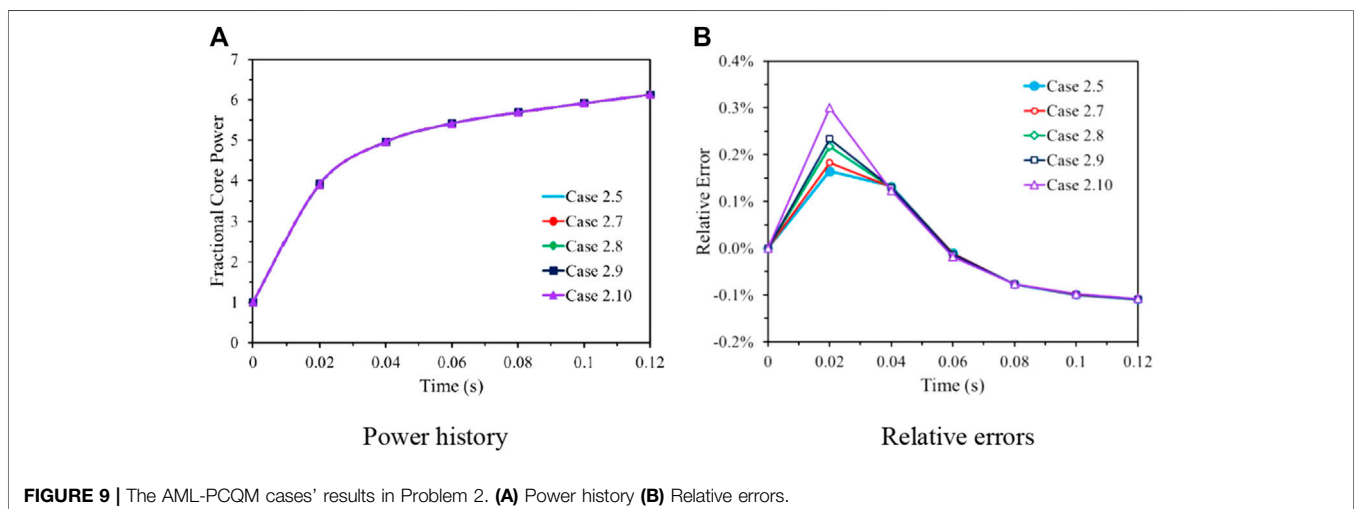 A
7
6
5
4
3
2
1
0
Fractional Core Power
Case 2.5
Case 2.7
Case 2.8
Case 2.9
Case 2.10
0 0.02 0.04 0.06 0.08 0.1 0.12
Time (s)
Power history
B
0.4%
0.3%
0.2%
0.1%
0.0%
-0.1%
-0.2%
Relative Error
Case 2.5
Case 2.7
Case 2.8
Case 2.9
Case 2.10
0 0.02 0.04 0.06 0.08 0.1 0.12
Time (s)
Relative errors
FIGURE 9 | The AML-PCQM cases’ results in Problem 2. (A) Power history (B) Relative errors.